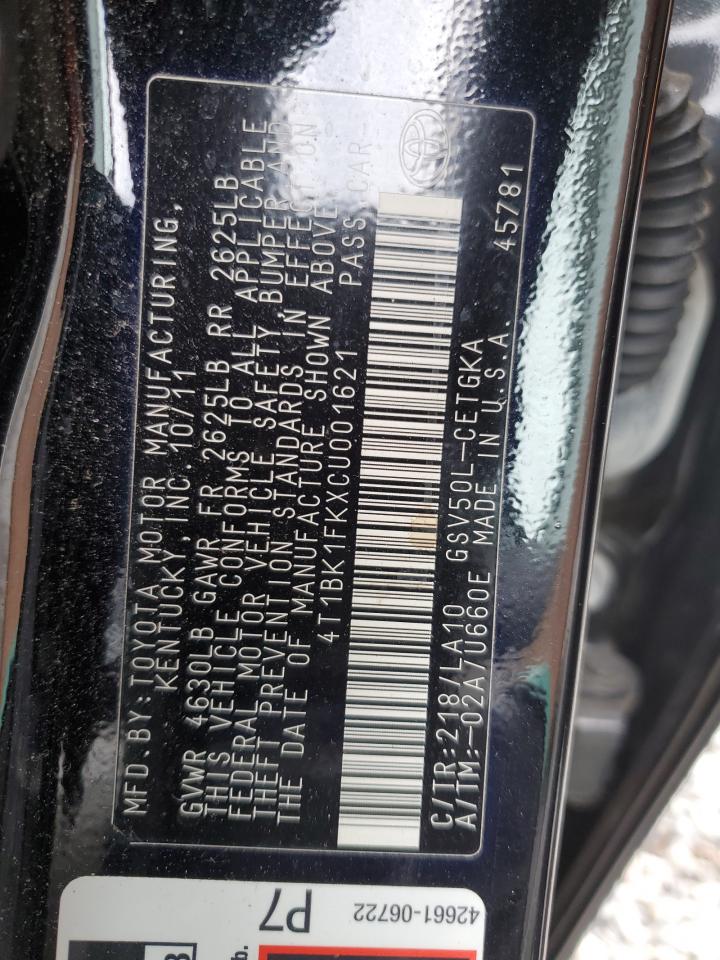 MFD.BY: TOYOTA MOTOR MANUFACTURING,
KENTUCKY, INC. 10/11
GVWR 4630LB GAWR FR 2625LB RR 2625LB
THIS VEHICLE CONFORMS TO ALL APPLICABLE
FEDERAL MOTOR VEHICLE SAFETY, BUMPER AND
THEFT PREVENTION STANDARDS IN EFFECT ON
THE DATE OF MANUFACTURE SHOWN ABOVE.
4T1BK1FKXCU001621 PASS. CAR
C/TR:218/LA10 GSV50L-CETGKA
A/TM:-02A/U660E MADE IN U.S.A. 45781
P7
42661-06722